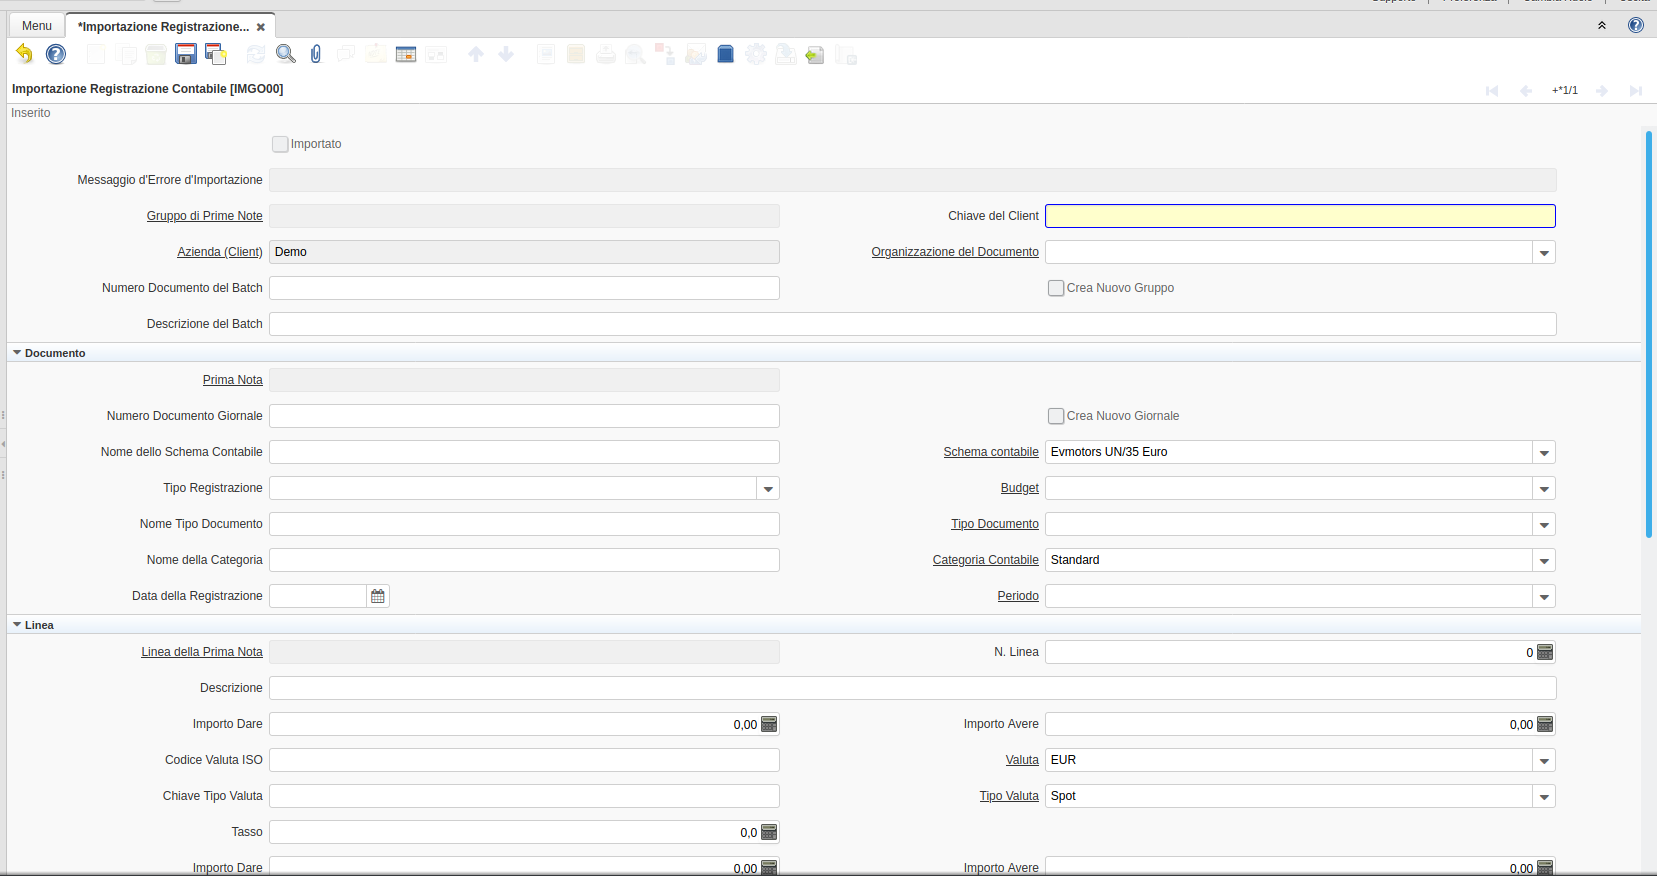 Menu
*Importazione Registrazione...
Importazione Registrazione Contabile [IMGO00]
+*1/1
Inserito
Importato
Messaggio d'Errore d'Importazione
Gruppo di Prime Note
Chiave del Client
Azienda (Client) Demo
Organizzazione del Documento
Numero Documento del Batch
Crea Nuovo Gruppo
Descrizione del Batch
Documento
Prima Nota
Numero Documento Giornale
Crea Nuovo Giornale
Nome dello Schema Contabile
Schema contabile Evmotors UN/35 Euro
Tipo Registrazione
Budget
Nome Tipo Documento
Tipo Documento
Nome della Categoria
Categoria Contabile Standard
Data della Registrazione
Periodo
Linea
Linea della Prima Nota
N. Linea 0
Descrizione
Importo Dare 0,00
Importo Avere 0,00
Codice Valuta ISO
Valuta EUR
Chiave Tipo Valuta
Tipo Valuta Spot
Tasso 0,0
Importo Dare 0,00
Importo Avere 0,00